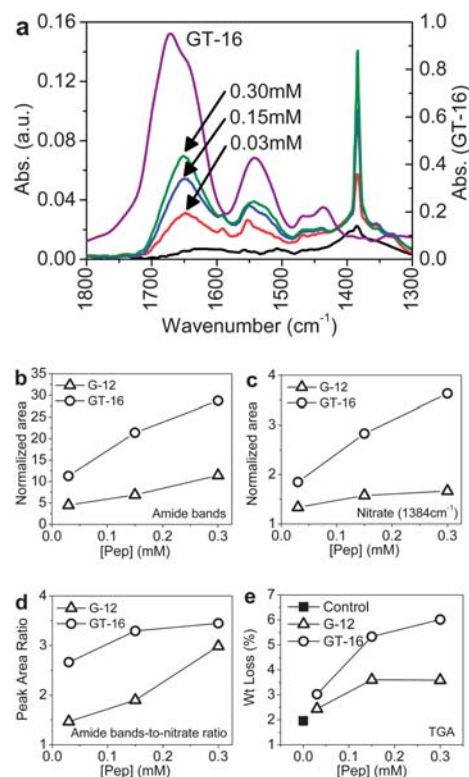 a
GT-16
0.30mM
0.15mM
0.03mM
0.16
0.12
0.08
0.04
0.00
Abs. (a.u.)
1.0
0.8
0.6
0.4
0.2
0.0
Abs. (GT-16)
1800 1700 1600 1500 1400 1300
Wavenumber (cm⁻¹)
b
G-12
GT-16
35
30
25
20
15
10
5
0
Normalized area
Amide bands
0.0 0.1 0.2 0.3
[Pep] (mM)
c
G-12
GT-16
4
3
2
1
Normalized area
Nitrate (1384cm⁻¹)
0.0 0.1 0.2 0.3
[Pep] (mM)
d
G-12
GT-16
4
3
2
1
Peak Area Ratio
Amide bands-to-nitrate ratio
0.0 0.1 0.2 0.3
[Pep] (mM)
e
Control
G-12
GT-16
7
6
5
4
3
2
1
Wt Loss (%)
TGA
0.0 0.1 0.2 0.3
[Pep] (mM)